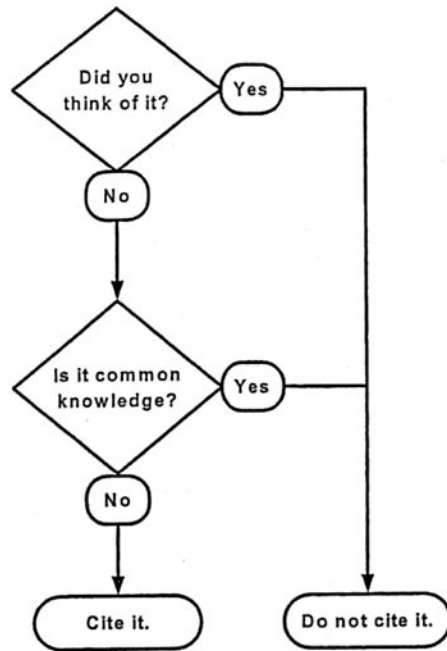 Did you
think of it?
Yes
No
Is it common
knowledge?
Yes
No
Cite it.
Do not cite it.